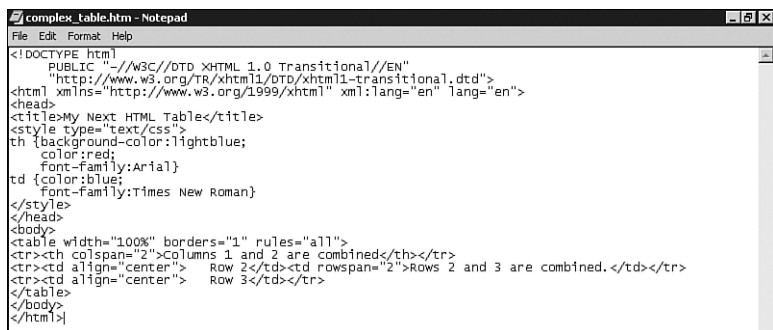 complex_table.htm - Notepad
File Edit Format Help
<!DOCTYPE html
PUBLIC "-//W3C//DTD XHTML 1.0 Transitional//EN"
"http://www.w3.org/TR/xhtml1/DTD/xhtml1-transitional.dtd">
<html xmlns="http://www.w3.org/1999/xhtml" xml:lang="en" lang="en">
<head>
<title>My Next HTML Table</title>
<style type="text/css">
th {background-color:lightblue;
color:red;
font-family:Arial}
td {color:blue;
font-family:Times New Roman}
</style>
</head>
<body>
<table width="100%" borders="1" rules="all">
<tr><th colspan="2">Columns 1 and 2 are combined</th></tr>
<tr><td align="center">   Row 2</td><td rowspan="2">Rows 2 and 3 are combined.</td></tr>
<tr><td align="center">   Row 3</td></tr>
</table>
</body>
</html>